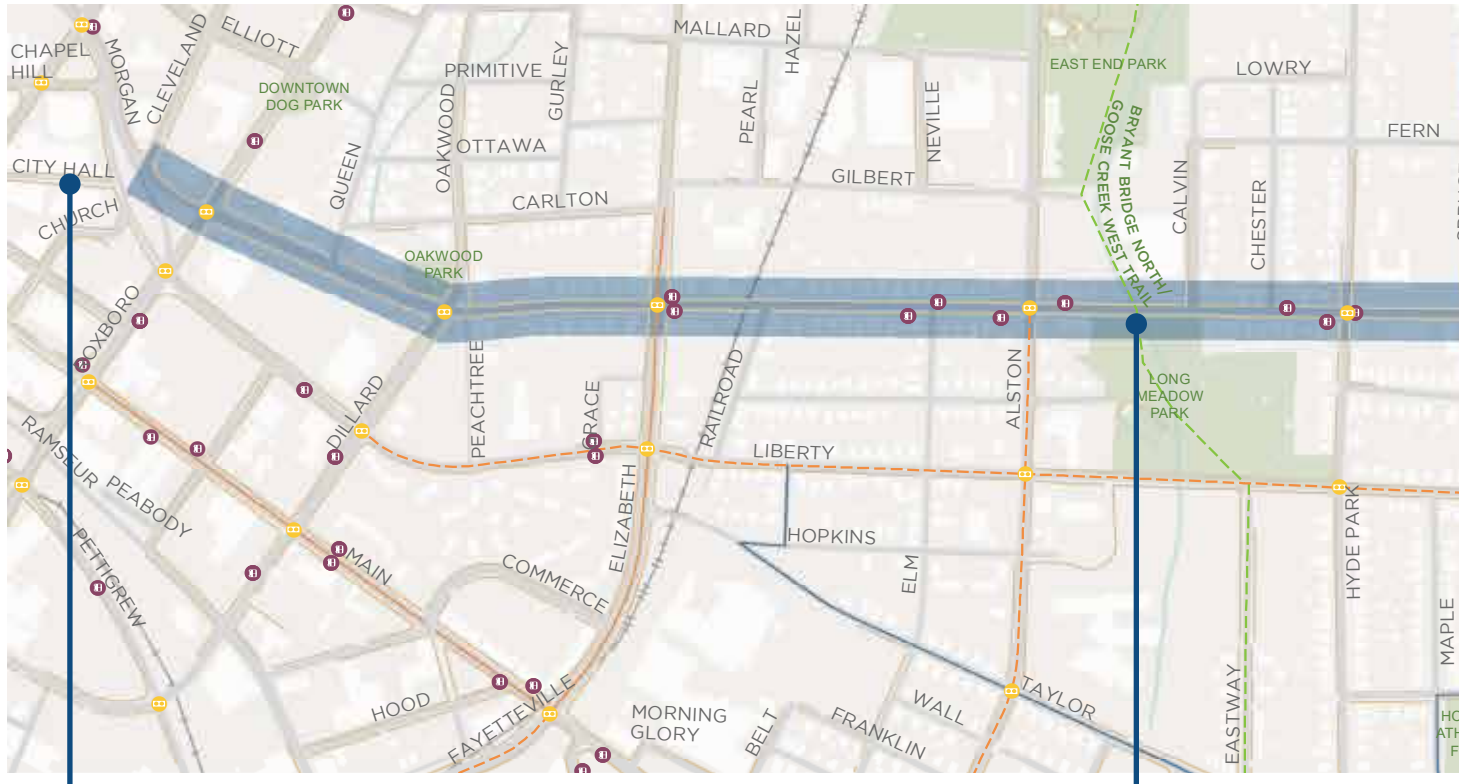 CHAPEL
HILL
MORGAN
CLEVELAND
ELLIOTT
DOWNTOWN
DOG PARK
PRIMITIVE
OAKWOOD
OTTAWA
GURLEY
MALLARD
HAZEL
PEARL
NEVILLE
EAST END PARK
LOWRY
FERN
CITY HALL
CHURCH
QUEEN
CARLTON
GILBERT
BRYANT BRIDGE NORTH/
GOOSE CREEK WEST TRAIL
CALVIN
CHESTER
OAKWOOD
PARK
OXBORO
DILLARD
PEACHTREE
GRACE
ELIZABETH
RAILROAD
LIBERTY
ALSTON
LONG
MEADOW
PARK
RAMSEUR
PEABODY
PETTIGREW
MAIN
COMMERCE
HOPKINS
ELM
HYDE PARK
MAPLE
HOOD
FAYETTEVILLE
MORNING
GLORY
BELT
FRANKLIN
WALL
TAYLOR
EASTWAY
HO
ATH
F